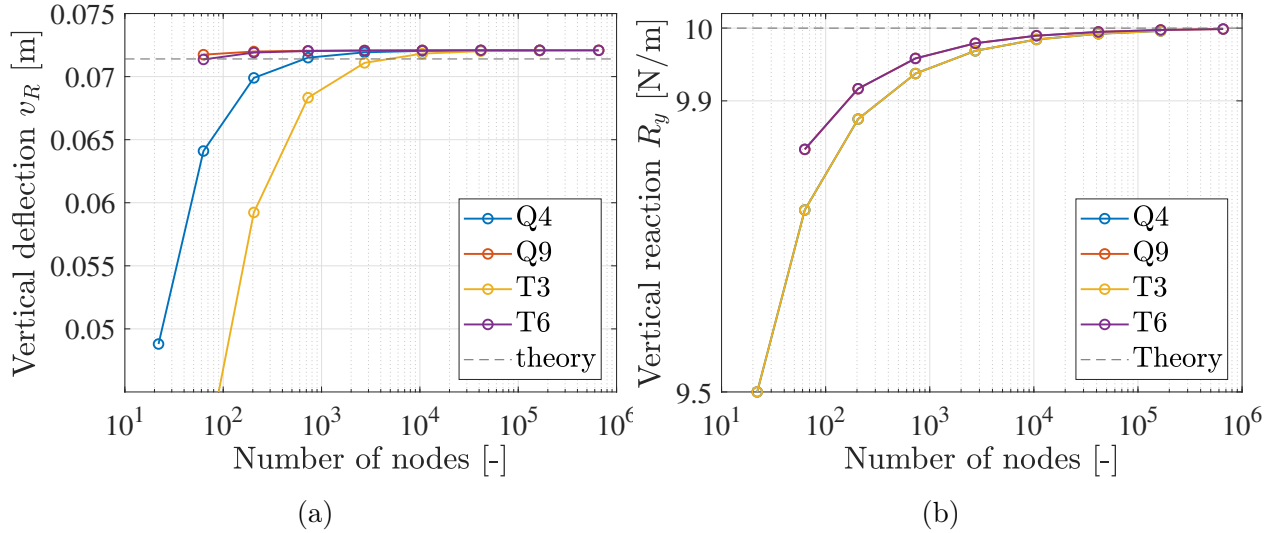 0.075
0.07
0.065
0.06
0.055
0.05
Vertical deflection v_R [m]
10^1 10^2 10^3 10^4 10^5 10^6
Number of nodes [-]
Q4
Q9
T3
T6
theory
(a)
10
9.9
9.5
Vertical reaction R_y [N/m]
10^1 10^2 10^3 10^4 10^5 10^6
Number of nodes [-]
Q4
Q9
T3
T6
Theory
(b)